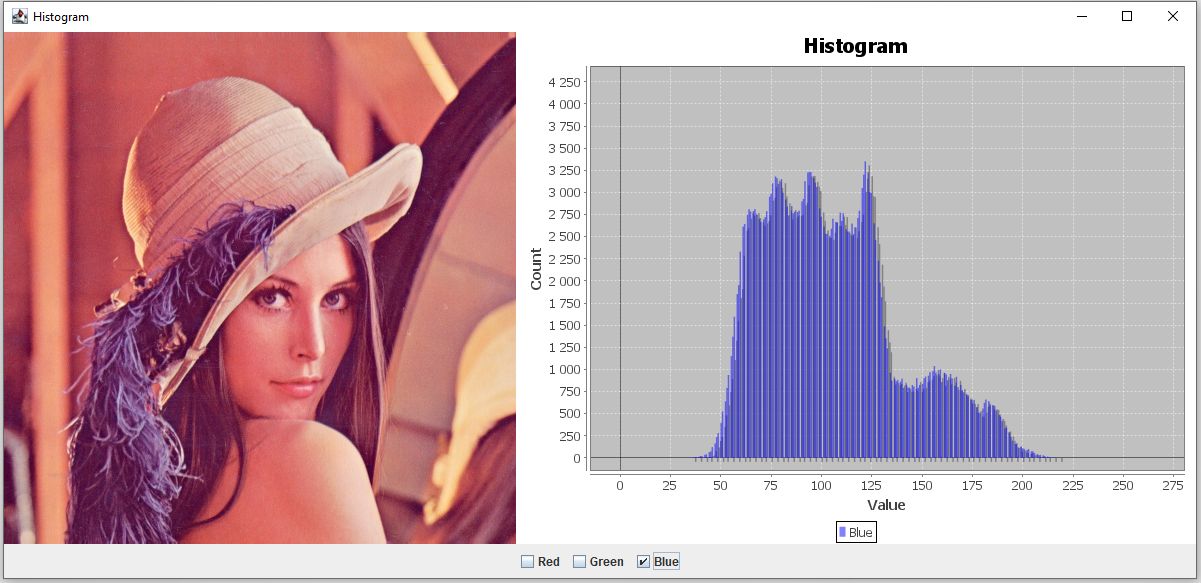 Histogram
Histogram
4 250
4 000
3 750
3 500
3 250
3 000
2 750
2 500
2 250
2 000
1 750
1 500
1 250
1 000
750
500
250
0
Count
0 25 50 75 100 125 150 175 200 225 250 275
Value
Blue
Red Green Blue